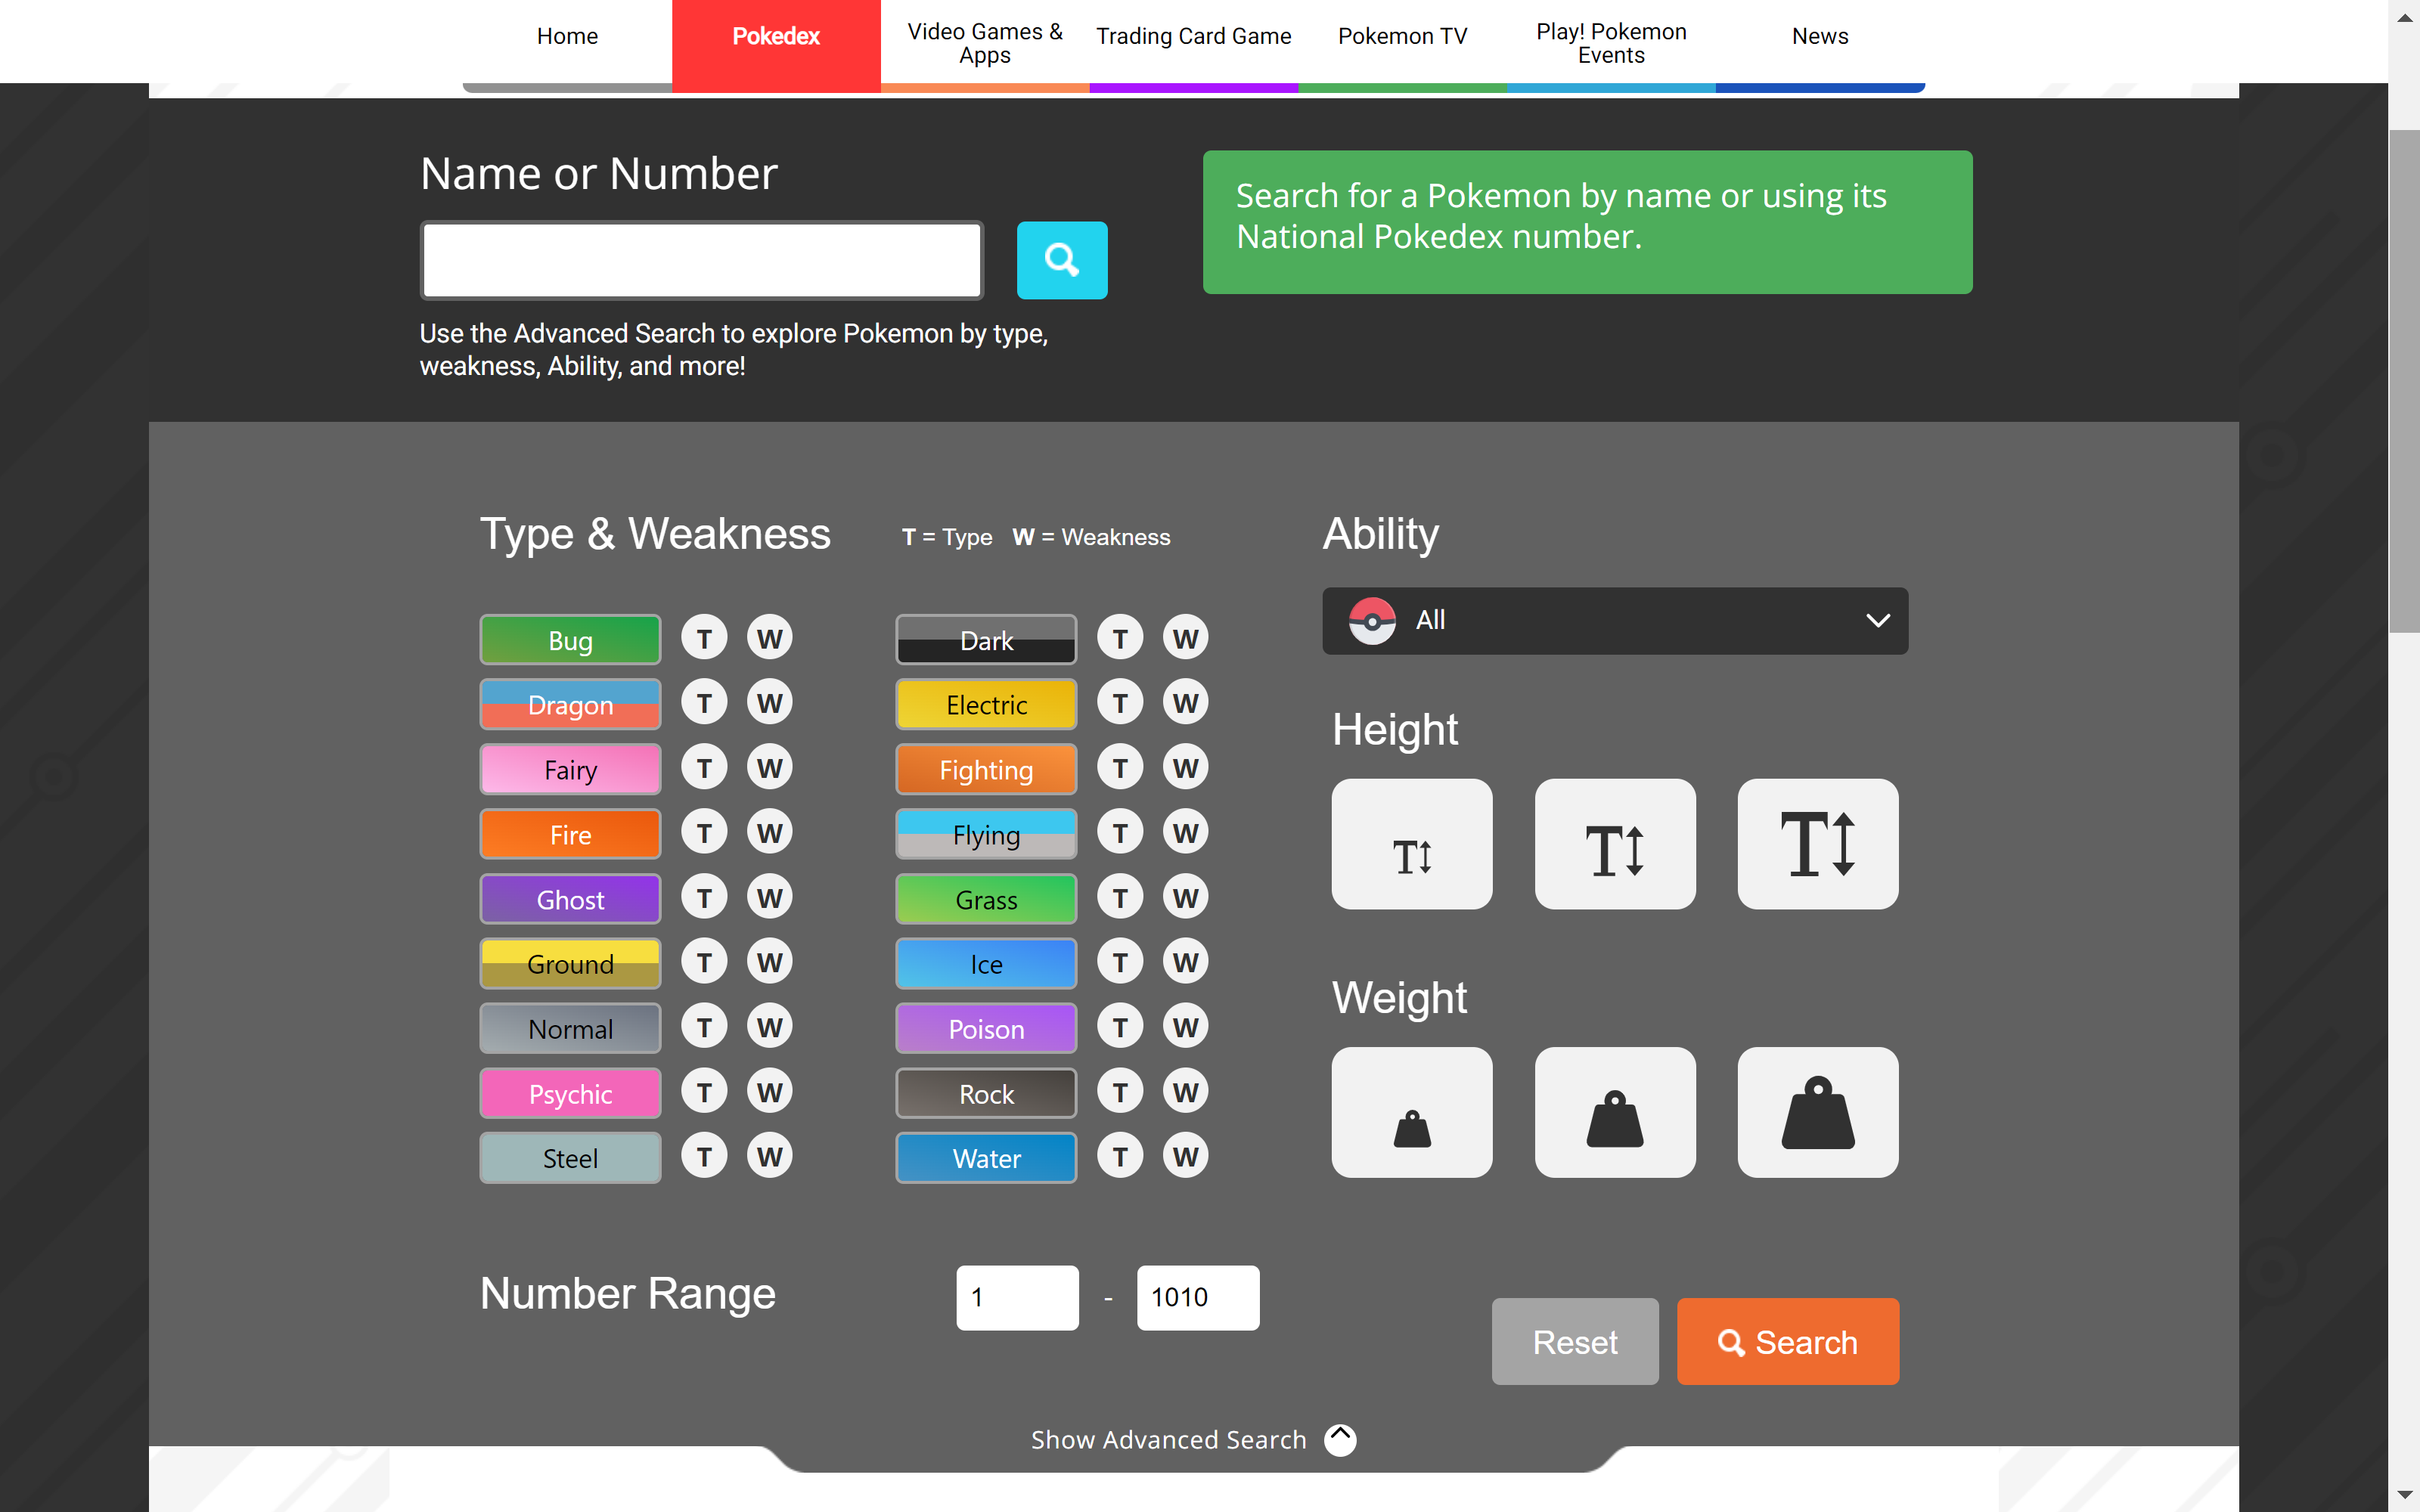 Home
Pokedex
Video Games &
Apps
Trading Card Game
Pokemon TV
Play! Pokemon
Events
News
Name or Number
Search for a Pokemon by name or using its
National Pokedex number.
Use the Advanced Search to explore Pokemon by type,
weakness, Ability, and more!
Type & Weakness
T = Type W = Weakness
Bug T W
Dark T W
Dragon T W
Electric T W
Fairy T W
Fighting T W
Fire T W
Flying T W
Ghost T W
Grass T W
Ground T W
Ice T W
Normal T W
Poison T W
Psychic T W
Rock T W
Steel T W
Water T W
Ability
All
Height
T T T
Weight
Number Range
1 - 1010
Reset
Search
Show Advanced Search